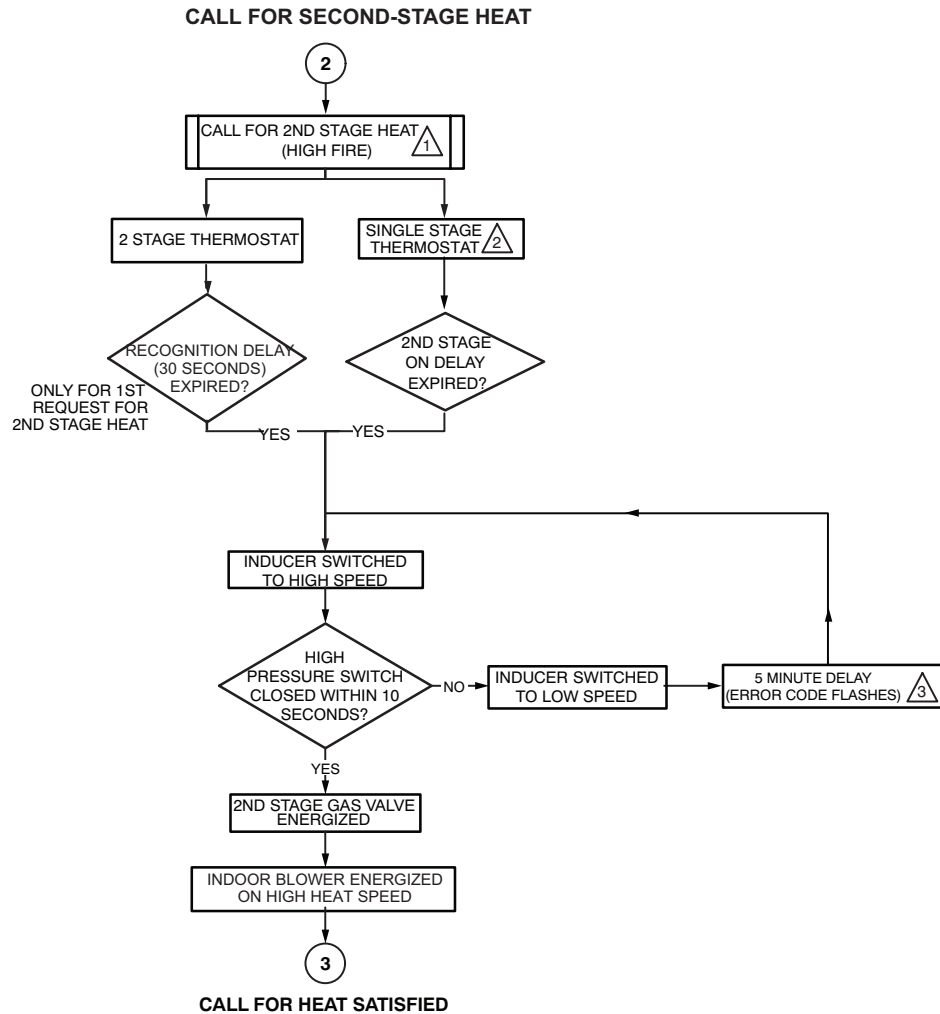 CALL FOR SECOND-STAGE HEAT
2
CALL FOR 2ND STAGE HEAT
(HIGH FIRE)
1
2 STAGE THERMOSTAT
SINGLE STAGE
THERMOSTAT
2
RECOGNITION DELAY
(30 SECONDS)
EXPIRED?
ONLY FOR 1ST
REQUEST FOR
2ND STAGE HEAT
2ND STAGE
ON DELAY
EXPIRED?
YES
YES
INDUCER SWITCHED
TO HIGH SPEED
HIGH
PRESSURE SWITCH
CLOSED WITHIN 10
SECONDS?
NO
INDUCER SWITCHED
TO LOW SPEED
5 MINUTE DELAY
(ERROR CODE FLASHES)
3
YES
2ND STAGE GAS VALVE
ENERGIZED
INDOOR BLOWER ENERGIZED
ON HIGH HEAT SPEED
3
CALL FOR HEAT SATISFIED